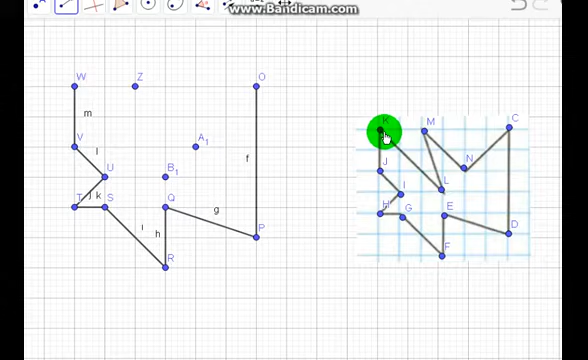 www.Bandicam.com
W Z O
m
V A₁
l f
U B₁
T j k S Q g
i h P
R
K M C
J N
I L
H G E D
F